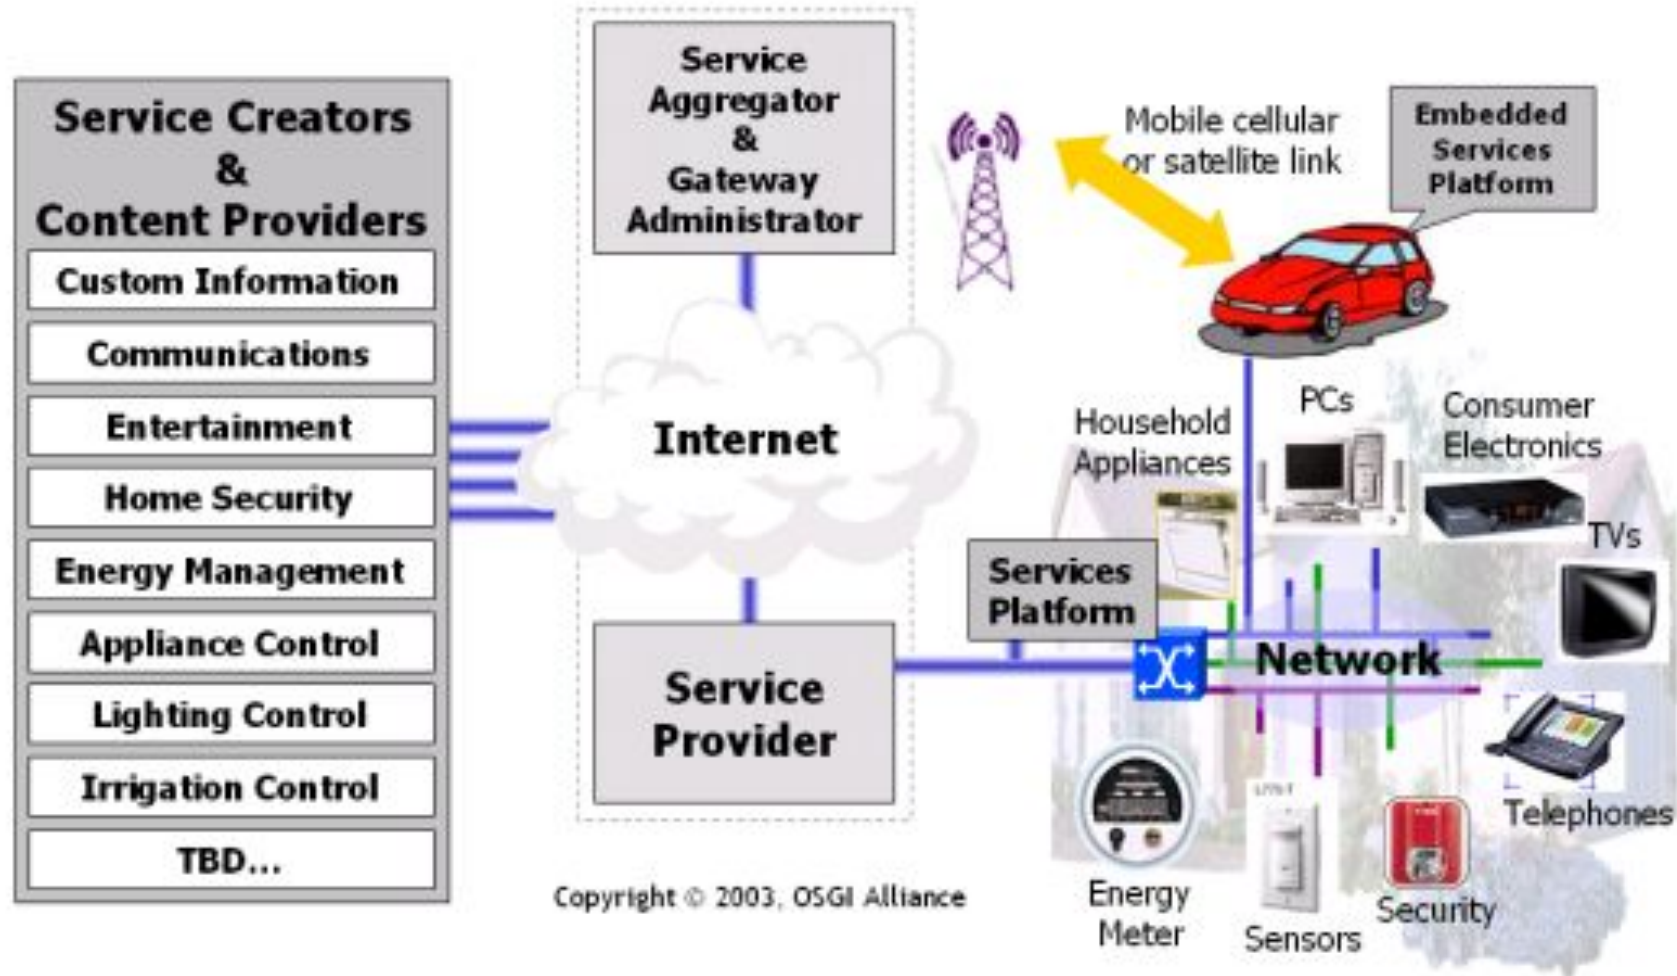 Service Creators
&
Content Providers
Custom Information
Communications
Entertainment
Home Security
Energy Management
Appliance Control
Lighting Control
Irrigation Control
TBD...
Service
Aggregator
&
Gateway
Administrator
Internet
Service
Provider
Copyright © 2003, OSGI Alliance
Mobile cellular
or satellite link
Embedded
Services
Platform
Household
Appliances
PCs
Consumer
Electronics
TVs
Services
Platform
Network
Telephones
Energy
Meter
Sensors
Security